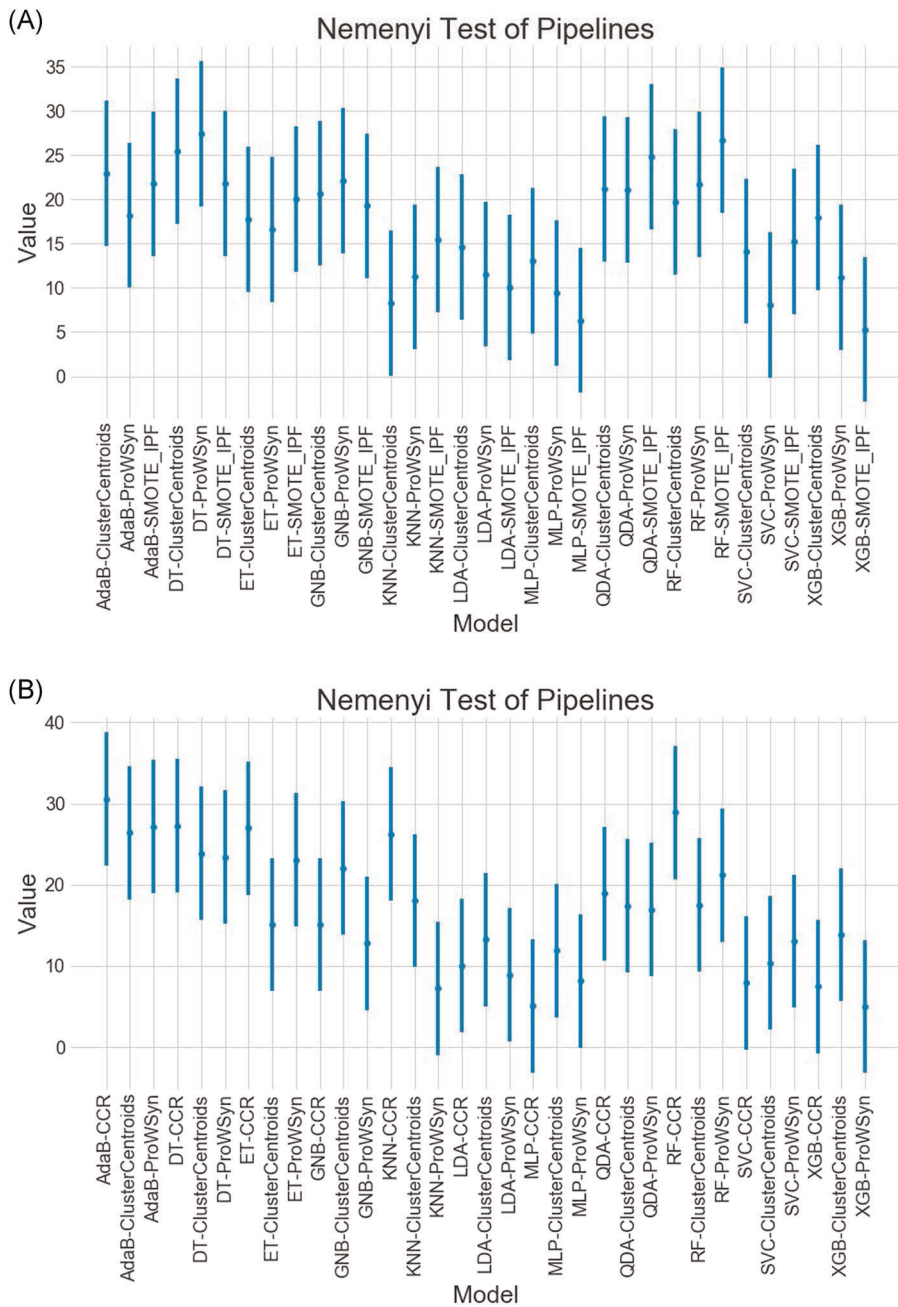 (A)
Nemenyi Test of Pipelines
35
30
25
20
15
10
5
0
Value
AdaB-ClusterCentroids
AdaB-ProWSyn
AdaB-SMOTE_IPF
DT-ClusterCentroids
DT-ProWSyn
DT-SMOTE_IPF
ET-ClusterCentroids
ET-ProWSyn
ET-SMOTE_IPF
GNB-ClusterCentroids
GNB-ProWSyn
GNB-SMOTE_IPF
KNN-ClusterCentroids
KNN-ProWSyn
KNN-SMOTE_IPF
LDA-ClusterCentroids
LDA-ProWSyn
LDA-SMOTE_IPF
MLP-ClusterCentroids
MLP-ProWSyn
MLP-SMOTE_IPF
QDA-ClusterCentroids
QDA-ProWSyn
QDA-SMOTE_IPF
RF-ClusterCentroids
RF-ProWSyn
RF-SMOTE_IPF
SVC-ClusterCentroids
SVC-ProWSyn
SVC-SMOTE_IPF
XGB-ClusterCentroids
XGB-ProWSyn
XGB-SMOTE_IPF
Model
(B)
Nemenyi Test of Pipelines
40
30
20
10
0
Value
AdaB-CCR
AdaB-ClusterCentroids
AdaB-ProWSyn
DT-CCR
DT-ClusterCentroids
DT-ProWSyn
ET-CCR
ET-ClusterCentroids
ET-ProWSyn
GNB-CCR
GNB-ClusterCentroids
GNB-ProWSyn
KNN-CCR
KNN-ClusterCentroids
KNN-ProWSyn
LDA-CCR
LDA-ClusterCentroids
LDA-ProWSyn
MLP-CCR
MLP-ClusterCentroids
MLP-ProWSyn
QDA-CCR
QDA-ClusterCentroids
QDA-ProWSyn
RF-CCR
RF-ClusterCentroids
RF-ProWSyn
SVC-CCR
SVC-ClusterCentroids
SVC-ProWSyn
XGB-CCR
XGB-ClusterCentroids
XGB-ProWSyn
Model